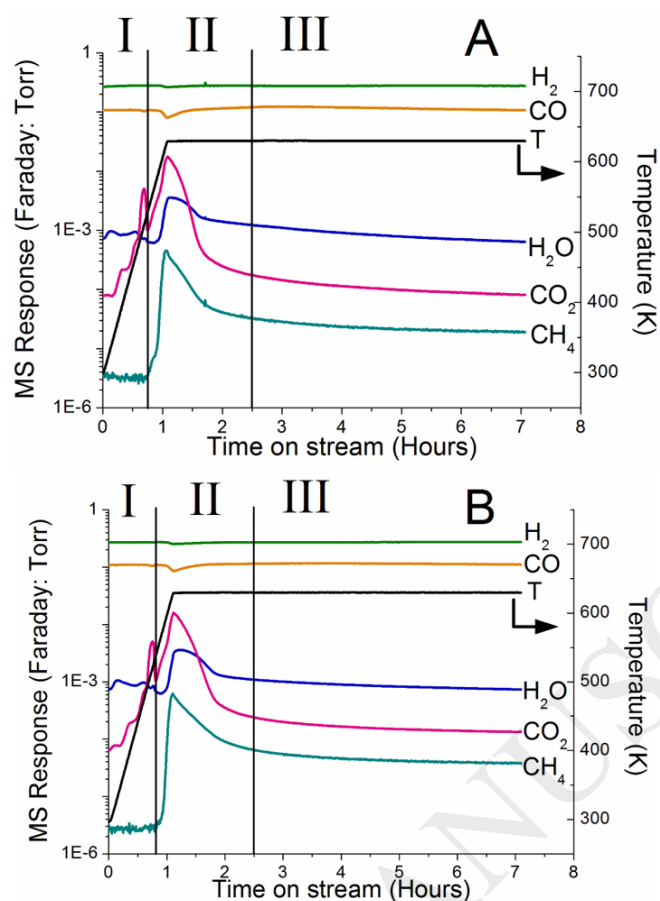 I II III A
MS Response (Faraday: Torr)
1
1E-3
1E-6
H₂
CO
T
H₂O
CO₂
CH₄
700
600
500
400
300
Temperature (K)
0 1 2 3 4 5 6 7 8
Time on stream (Hours)
I II III B
MS Response (Faraday: Torr)
1
1E-3
1E-6
H₂
CO
T
H₂O
CO₂
CH₄
700
600
500
400
300
Temperature (K)
0 1 2 3 4 5 6 7 8
Time on stream (Hours)
ANUS